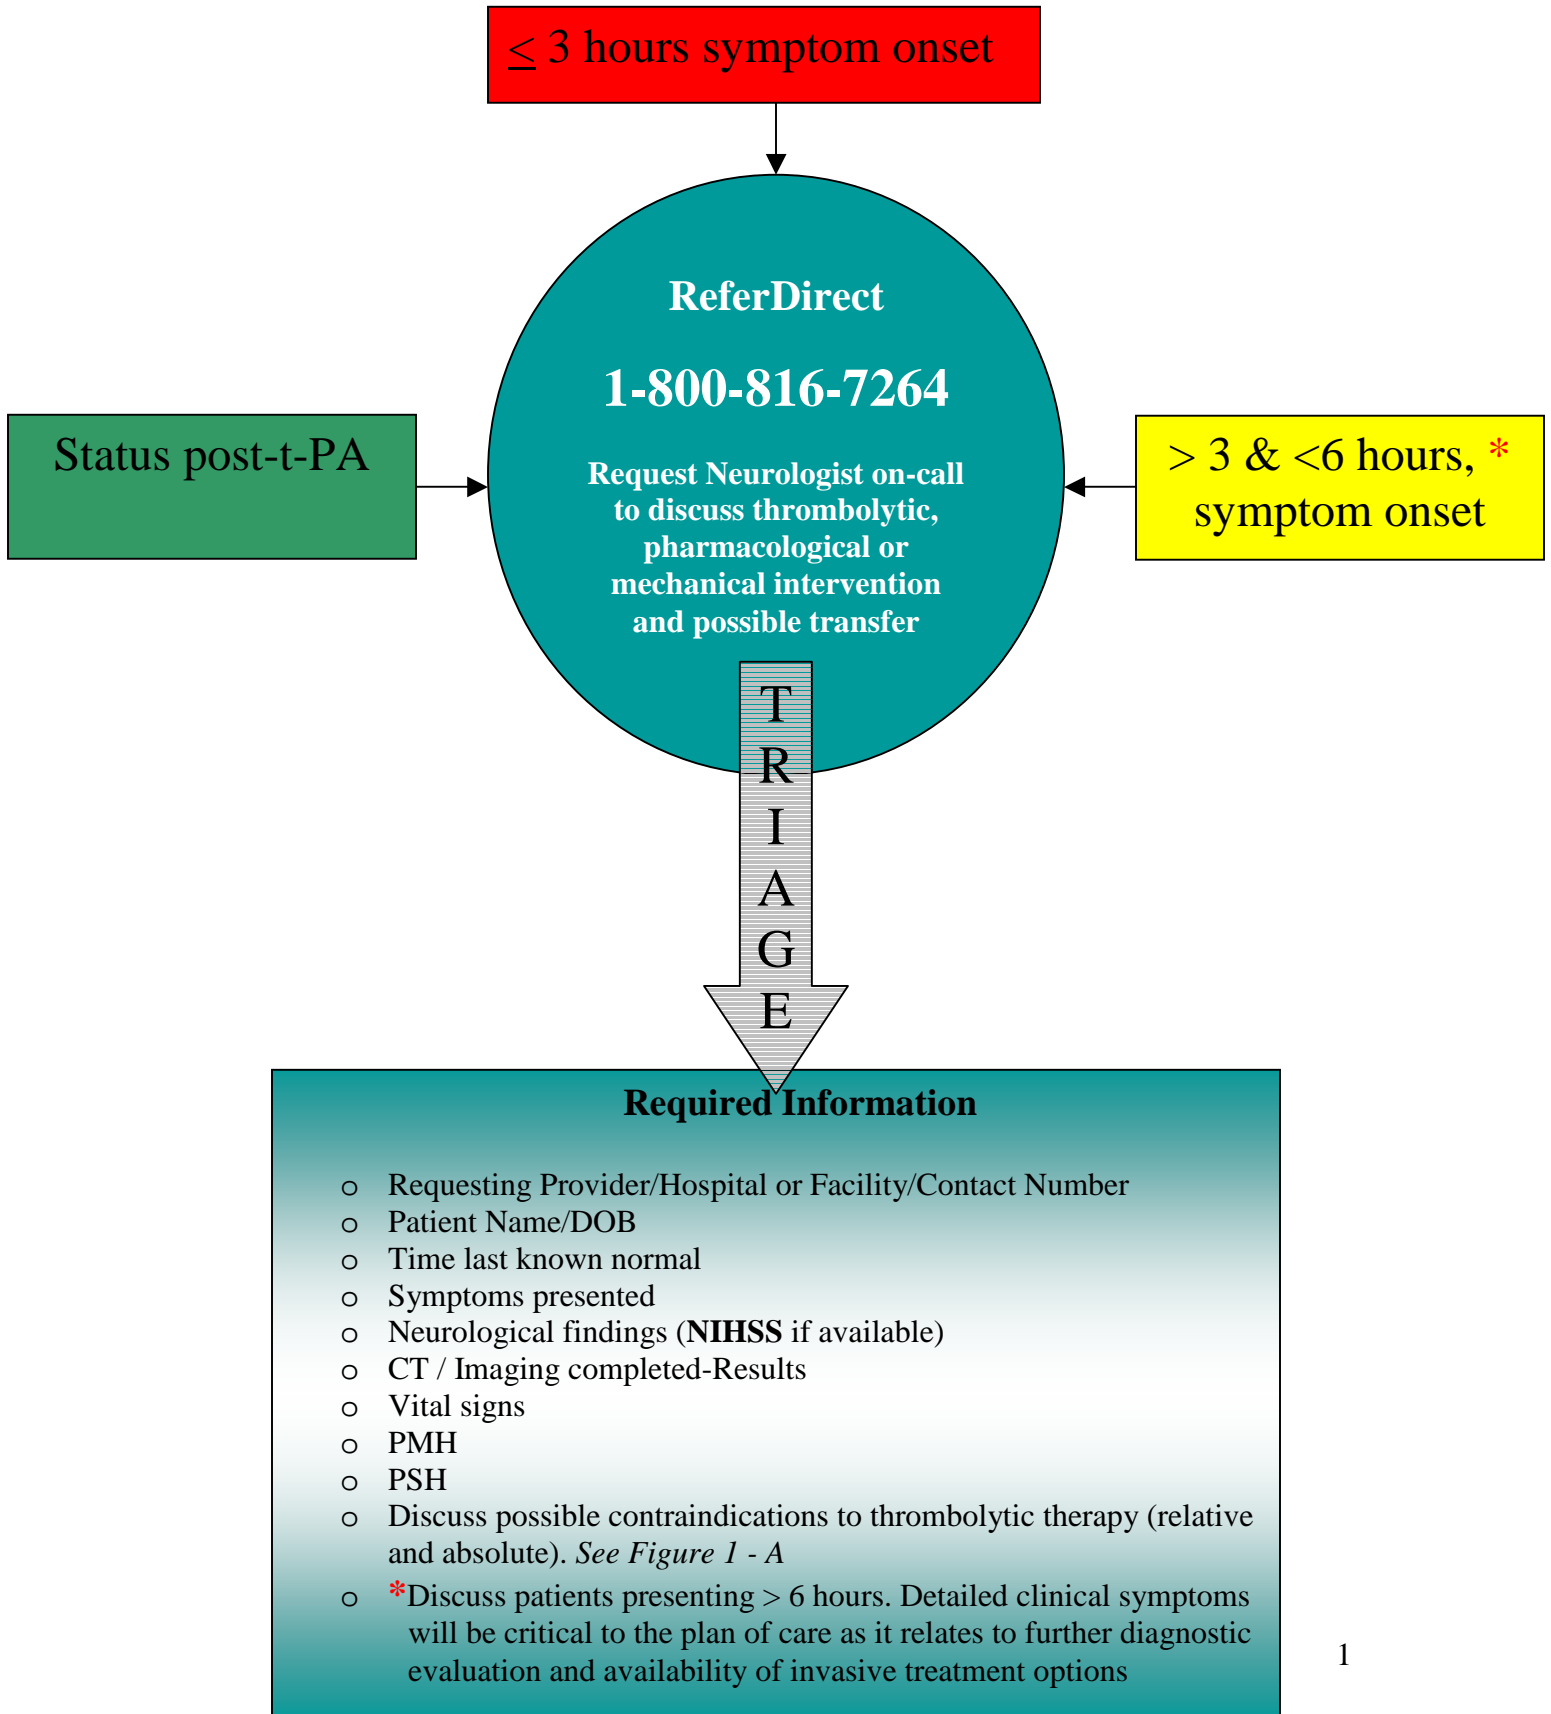 ≤ 3 hours symptom onset
ReferDirect
1-800-816-7264
Request Neurologist on-call
to discuss thrombolytic,
pharmacological or
mechanical intervention
and possible transfer
Status post-t-PA
> 3 & <6 hours, *
symptom onset
T
R
I
A
G
E
Required Information
o Requesting Provider/Hospital or Facility/Contact Number
o Patient Name/DOB
o Time last known normal
o Symptoms presented
o Neurological findings (NIHSS if available)
o CT / Imaging completed-Results
o Vital signs
o PMH
o PSH
o Discuss possible contraindications to thrombolytic therapy (relative
and absolute). See Figure 1 - A
o *Discuss patients presenting > 6 hours. Detailed clinical symptoms
will be critical to the plan of care as it relates to further diagnostic
evaluation and availability of invasive treatment options
1